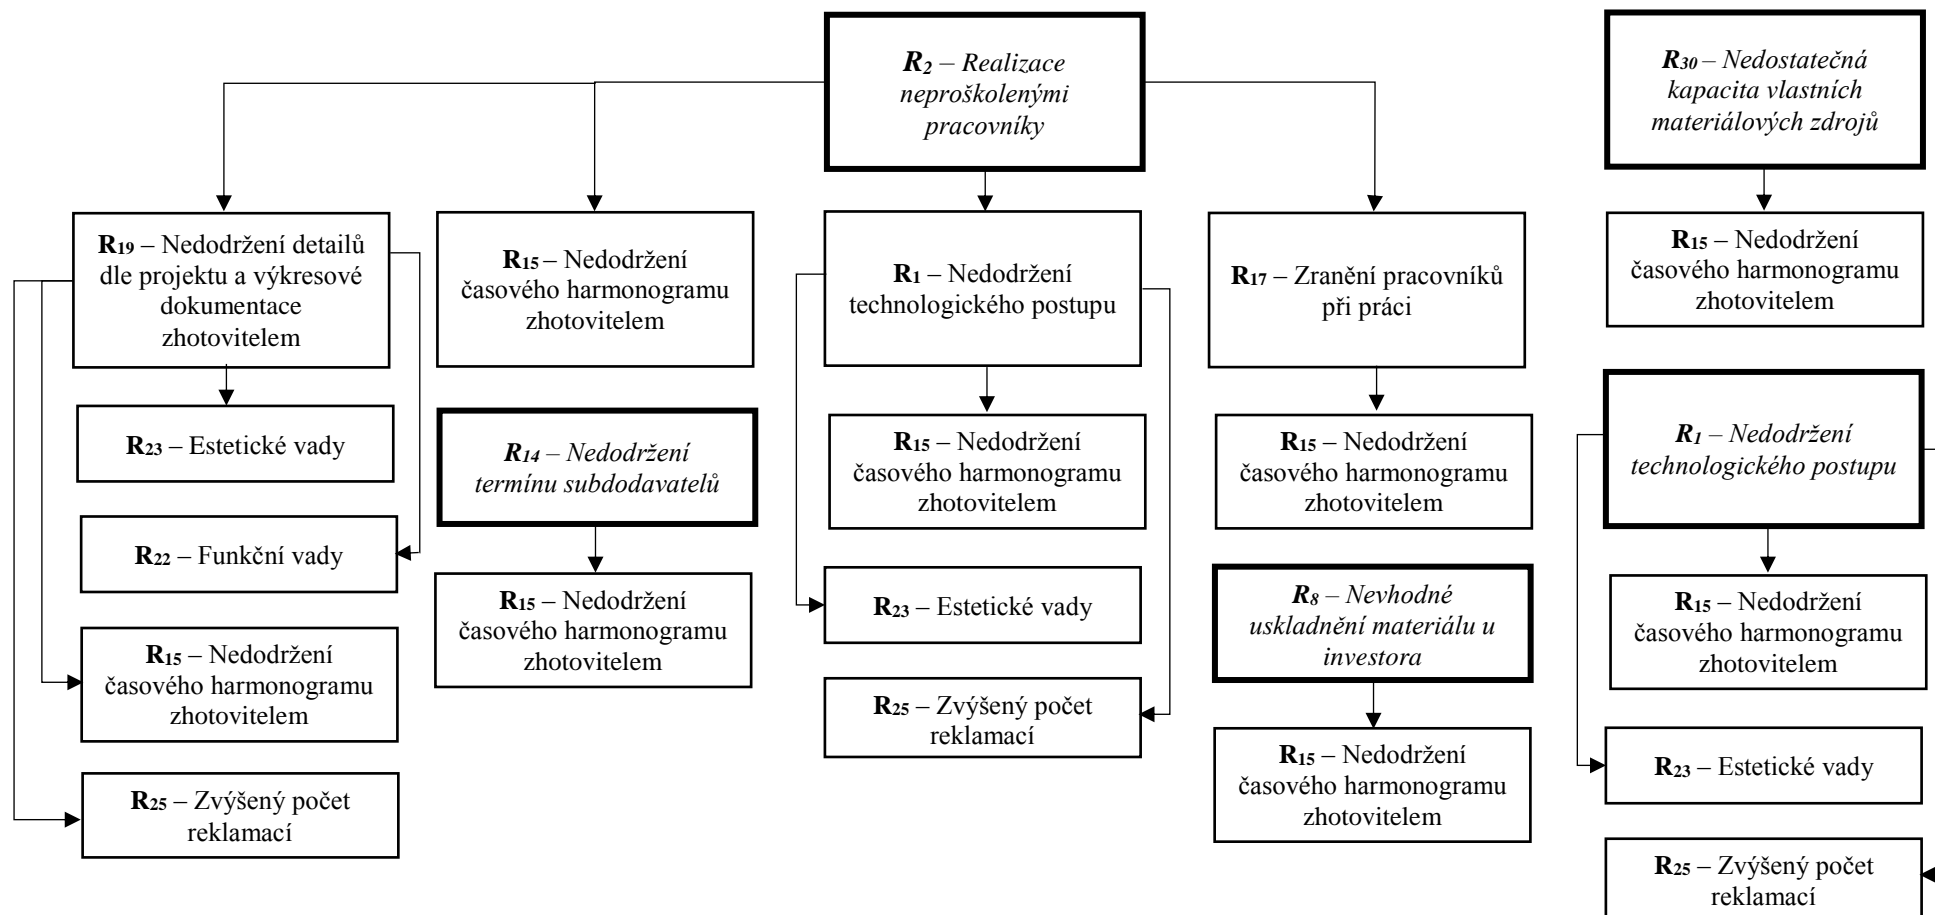 R2 – Realizace
neproškolenými
pracovníky
R30 – Nedostatečná
kapacita vlastních
materiálových zdrojů
R19 – Nedodržení detailů
dle projektu a výkresové
dokumentace
zhotovitelem
R15 – Nedodržení
časového harmonogramu
zhotovitelem
R1 – Nedodržení
technologického postupu
R17 – Zranění pracovníků
při práci
R15 – Nedodržení
časového harmonogramu
zhotovitelem
R23 – Estetické vady
R14 – Nedodržení
termínu subdodavatelů
R15 – Nedodržení
časového harmonogramu
zhotovitelem
R15 – Nedodržení
časového harmonogramu
zhotovitelem
R1 – Nedodržení
technologického postupu
R22 – Funkční vady
R15 – Nedodržení
časového harmonogramu
zhotovitelem
R23 – Estetické vady
R8 – Nevhodné
uskladnění materiálu u
investora
R15 – Nedodržení
časového harmonogramu
zhotovitelem
R15 – Nedodržení
časového harmonogramu
zhotovitelem
R25 – Zvýšený počet
reklamací
R15 – Nedodržení
časového harmonogramu
zhotovitelem
R23 – Estetické vady
R25 – Zvýšený počet
reklamací
R25 – Zvýšený počet
reklamací